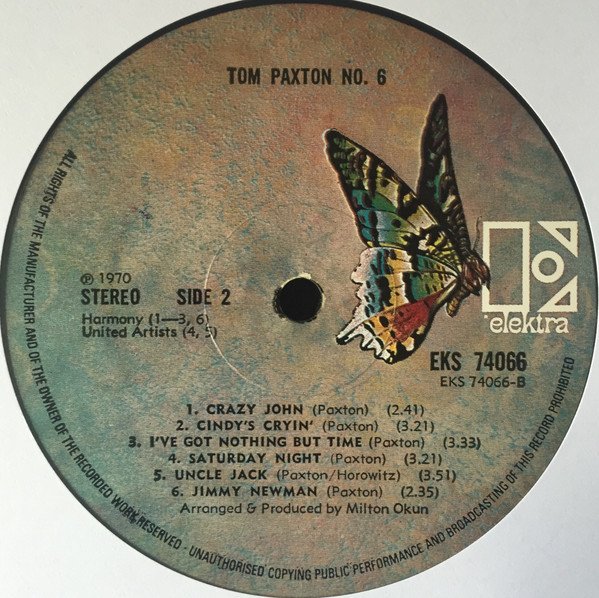 TOM PAXTON NO. 6
elektra
℗ 1970
STEREO SIDE 2
Harmony (1—3, 6)
United Artists (4, 5)
EKS 74066
EKS 74066-B
1. CRAZY JOHN (Paxton) (2.41)
2. CINDY'S CRYIN' (Paxton) (3.21)
3. I'VE GOT NOTHING BUT TIME (Paxton) (3.33)
4. SATURDAY NIGHT (Paxton) (3.21)
5. UNCLE JACK (Paxton/Horowitz) (3.51)
6. JIMMY NEWMAN (Paxton) (2.35)
Arranged & Produced by Milton Okun
ALL RIGHTS OF THE MANUFACTURER AND OF THE OWNER OF THE RECORDED WORK RESERVED · UNAUTHORISED COPYING PUBLIC PERFORMANCE AND BROADCASTING OF THIS RECORD PROHIBITED